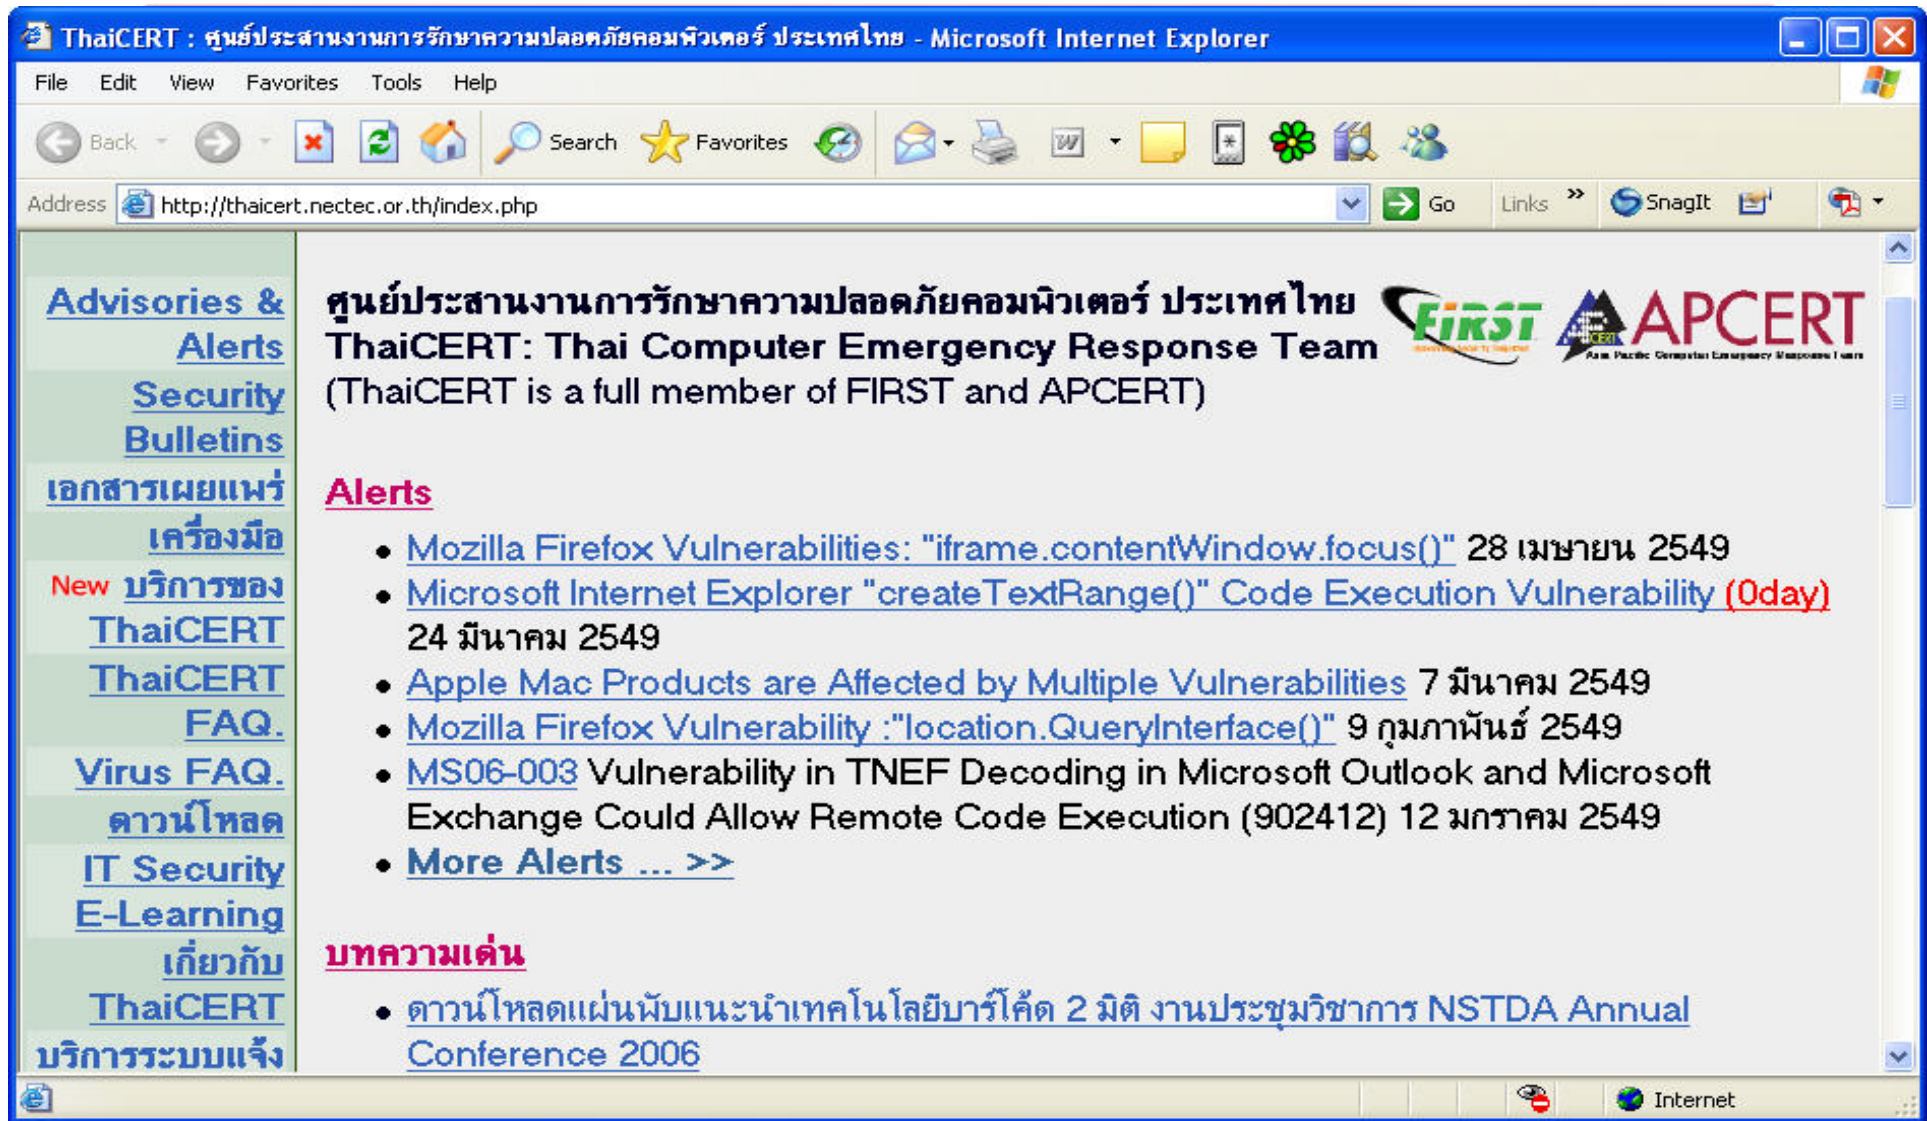 ThaiCERT : ศูนย์ประสานงานการรักษาความปลอดภัยคอมพิวเตอร์ ประเทศไทย - Microsoft Internet Explorer
File Edit View Favorites Tools Help
Back Search Favorites
Address http://thaicert.nectec.or.th/index.php Go Links » SnagIt
Advisories &
Alerts
Security
Bulletins
เอกสารเผยแพร่
เครื่องมือ
New บริการของ
ThaiCERT
ThaiCERT
FAQ.
Virus FAQ.
ดาวน์โหลด
IT Security
E-Learning
เกี่ยวกับ
ThaiCERT
บริการระบบแจ้ง
ศูนย์ประสานงานการรักษาความปลอดภัยคอมพิวเตอร์ ประเทศไทย
ThaiCERT: Thai Computer Emergency Response Team
(ThaiCERT is a full member of FIRST and APCERT)
FiRST
CERT APCERT
Asia Pacific Computer Emergency Response Team
Alerts
• Mozilla Firefox Vulnerabilities: "iframe.contentWindow.focus()" 28 เมษายน 2549
• Microsoft Internet Explorer "createTextRange()" Code Execution Vulnerability (0day)
24 มีนาคม 2549
• Apple Mac Products are Affected by Multiple Vulnerabilities 7 มีนาคม 2549
• Mozilla Firefox Vulnerability :"location.QueryInterface()" 9 กุมภาพันธ์ 2549
• MS06-003 Vulnerability in TNEF Decoding in Microsoft Outlook and Microsoft
Exchange Could Allow Remote Code Execution (902412) 12 มกราคม 2549
• More Alerts ... >>
บทความเด่น
• ดาวน์โหลดแผ่นพับแนะนำเทคโนโลยีบาร์โค้ด 2 มิติ งานประชุมวิชาการ NSTDA Annual
Conference 2006
Internet